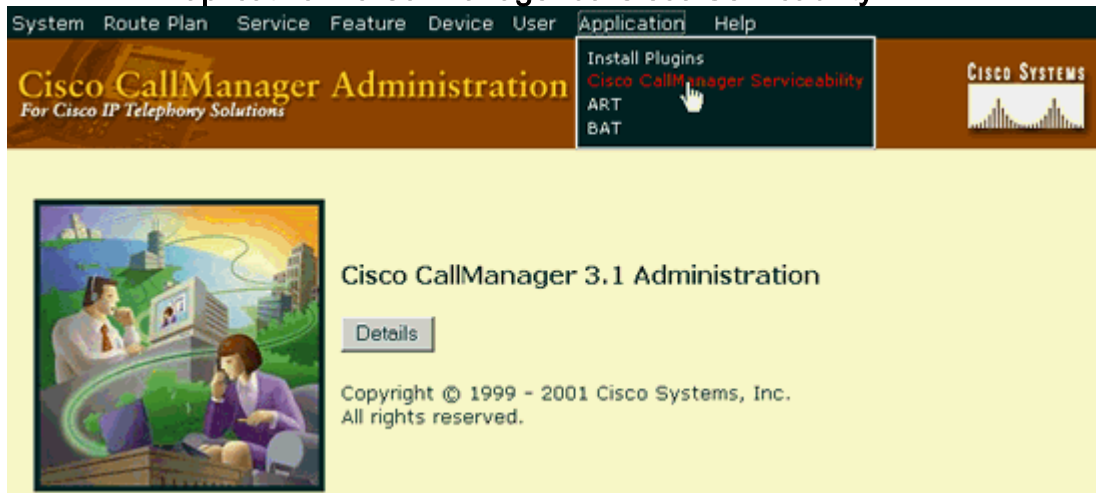 System Route Plan Service Feature Device User Application Help
Install Plugins
Cisco CallManager Serviceability
ART
BAT
Cisco CallManager Administration
For Cisco IP Telephony Solutions
CISCO SYSTEMS
Cisco CallManager 3.1 Administration
Details
Copyright © 1999 - 2001 Cisco Systems, Inc.
All rights reserved.